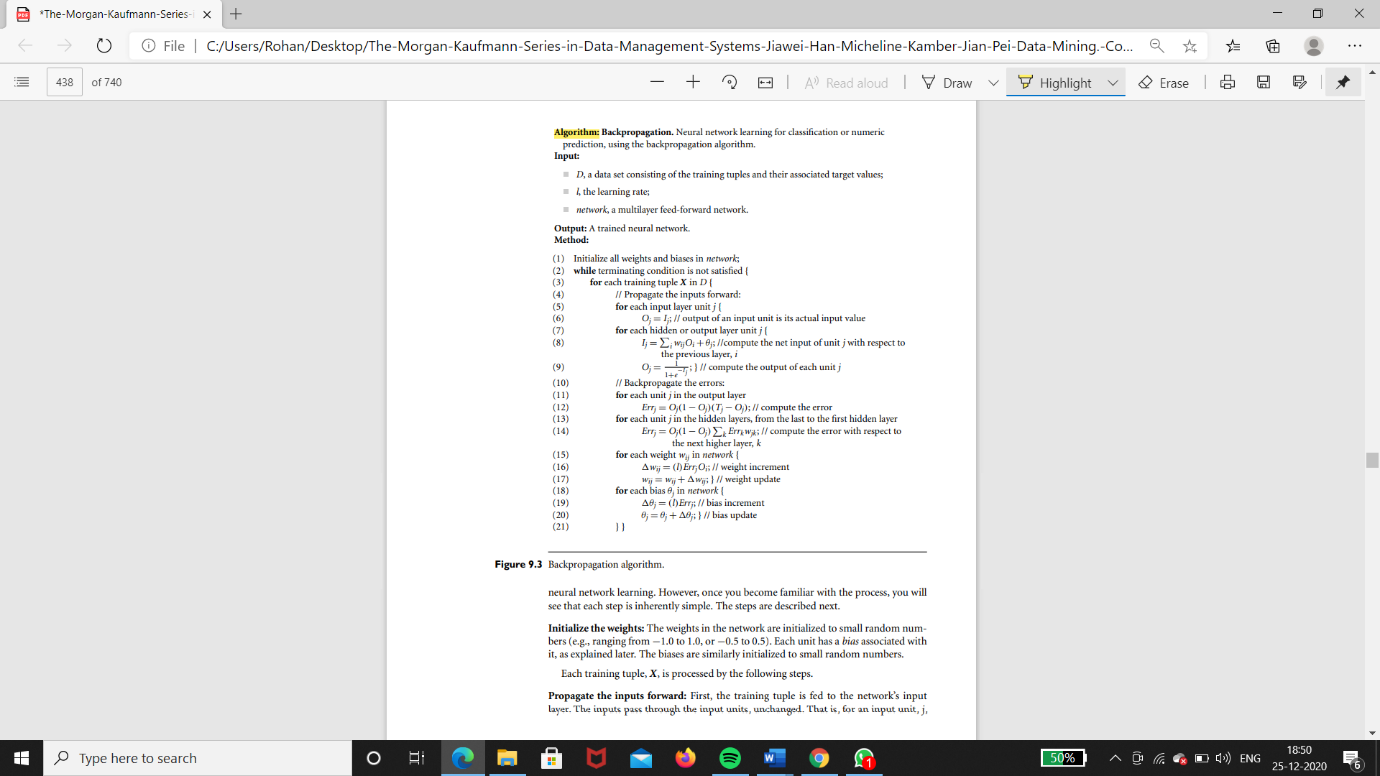 *The-Morgan-Kaufmann-Series-
File | C:/Users/Rohan/Desktop/The-Morgan-Kaufmann-Series-in-Data-Management-Systems-Jiawei-Han-Micheline-Kamber-Jian-Pei-Data-Mining.-Co...
438 of 740
Read aloud
Draw
Highlight
Erase
Algorithm: Backpropagation. Neural network learning for classification or numeric
prediction, using the backpropagation algorithm.
Input:
D, a data set consisting of the training tuples and their associated target values;
l, the learning rate;
network, a multilayer feed-forward network.
Output: A trained neural network.
Method:
(1) Initialize all weights and biases in network;
(2) while terminating condition is not satisfied {
(3) for each training tuple X in D {
(4) // Propagate the inputs forward:
(5) for each input layer unit j {
(6) Oj = Ij; // output of an input unit is its actual input value
(7) for each hidden or output layer unit j {
(8) Ij = ∑i wijOi + θj; //compute the net input of unit j with respect to
the previous layer, i
(9) Oj = 1/(1+e^−Ij); } // compute the output of each unit j
(10) // Backpropagate the errors:
(11) for each unit j in the output layer
(12) Errj = Oj(1 − Oj)(Tj − Oj); // compute the error
(13) for each unit j in the hidden layers, from the last to the first hidden layer
(14) Errj = Oj(1 − Oj) ∑k Errkwjk; // compute the error with respect to
the next higher layer, k
(15) for each weight wij in network {
(16) Δwij = (l)ErrjOi; // weight increment
(17) wij = wij + Δwij; } // weight update
(18) for each bias θj in network {
(19) Δθj = (l)Errj; // bias increment
(20) θj = θj + Δθj; } // bias update
(21) } }
Figure 9.3 Backpropagation algorithm.
neural network learning. However, once you become familiar with the process, you will
see that each step is inherently simple. The steps are described next.
Initialize the weights: The weights in the network are initialized to small random num-
bers (e.g., ranging from −1.0 to 1.0, or −0.5 to 0.5). Each unit has a bias associated with
it, as explained later. The biases are similarly initialized to small random numbers.
Each training tuple, X, is processed by the following steps.
Propagate the inputs forward: First, the training tuple is fed to the network's input
layer. The inputs pass through the input units, unchanged. That is, for an input unit, j,
Type here to search
50%
ENG
18:50
25-12-2020
6
1